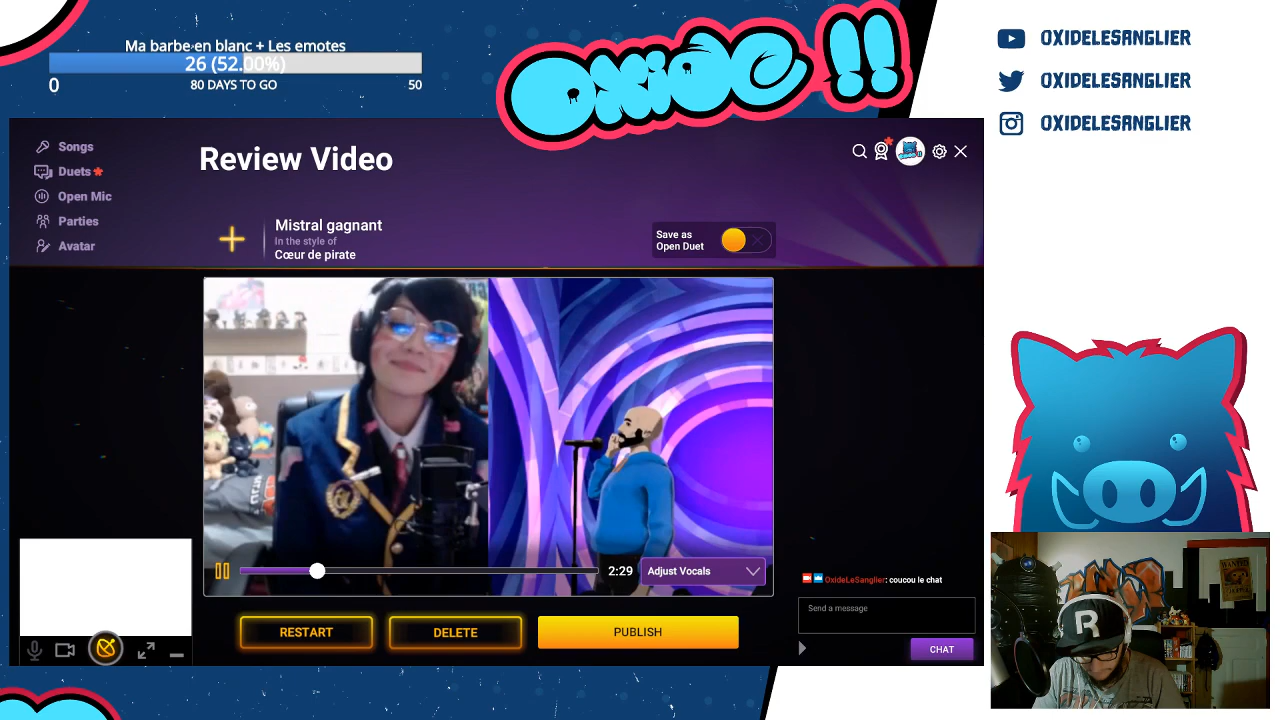 Ma barbe en blanc + Les emotes
26 (52.00%)
0
80 DAYS TO GO
50
OXiDE !!
OXIDELESANGLIER
OXIDELESANGLIER
OXIDELESANGLIER
Songs
Duets
Open Mic
Parties
Avatar
Review Video
Mistral gagnant
In the style of
Cœur de pirate
Save as
Open Duet
2:29
Adjust Vocals
RESTART
DELETE
PUBLISH
OxideLeSanglier: coucou le chat
Send a message
CHAT
R